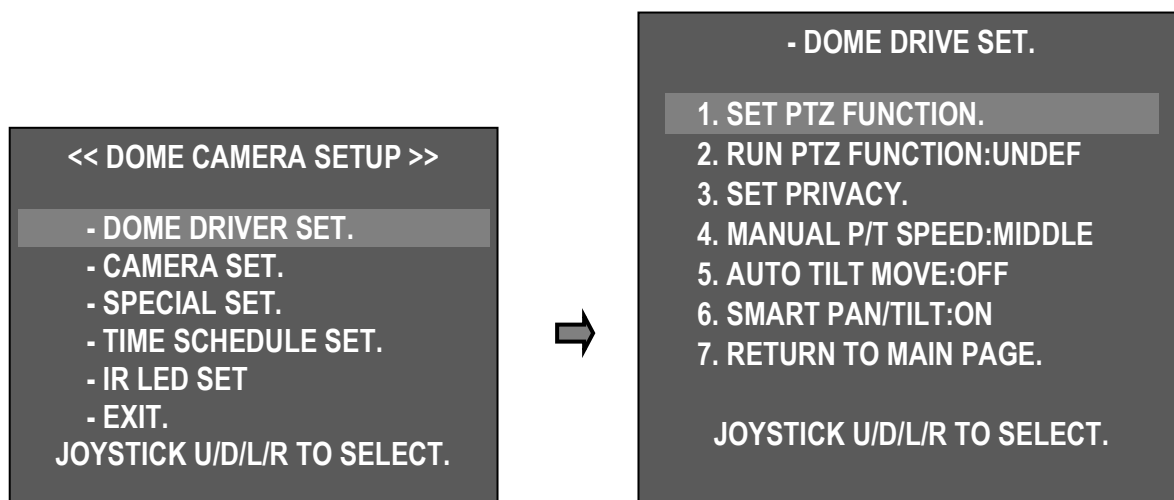 << DOME CAMERA SETUP >>
- DOME DRIVER SET.
- CAMERA SET.
- SPECIAL SET.
- TIME SCHEDULE SET.
- IR LED SET
- EXIT.
JOYSTICK U/D/L/R TO SELECT.
- DOME DRIVE SET.
1. SET PTZ FUNCTION.
2. RUN PTZ FUNCTION:UNDEF
3. SET PRIVACY.
4. MANUAL P/T SPEED:MIDDLE
5. AUTO TILT MOVE:OFF
6. SMART PAN/TILT:ON
7. RETURN TO MAIN PAGE.
JOYSTICK U/D/L/R TO SELECT.